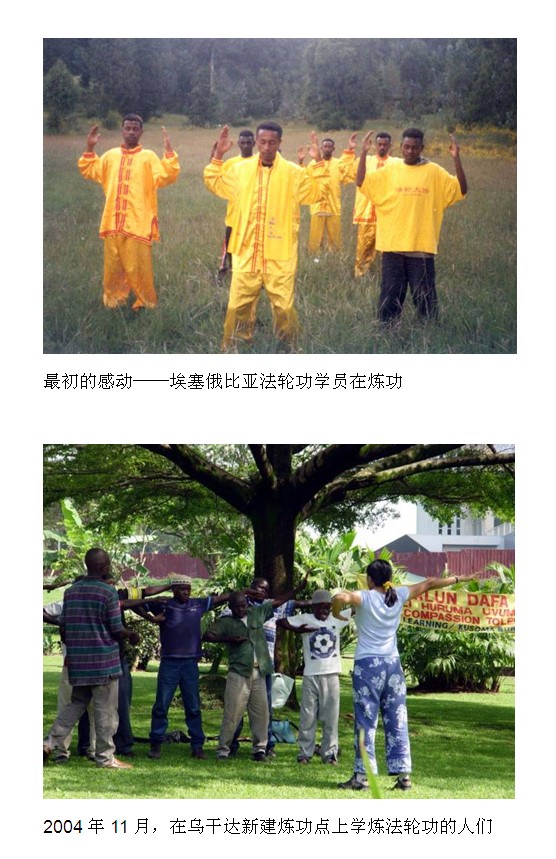 最初的感动——埃塞俄比亚法轮功学员在炼功
LUN DAFA
HURUMA UVUM
COMPASSION TOLE
LEARNING/
2004 年 11 月，在乌干达新建炼功点上学炼法轮功的人们